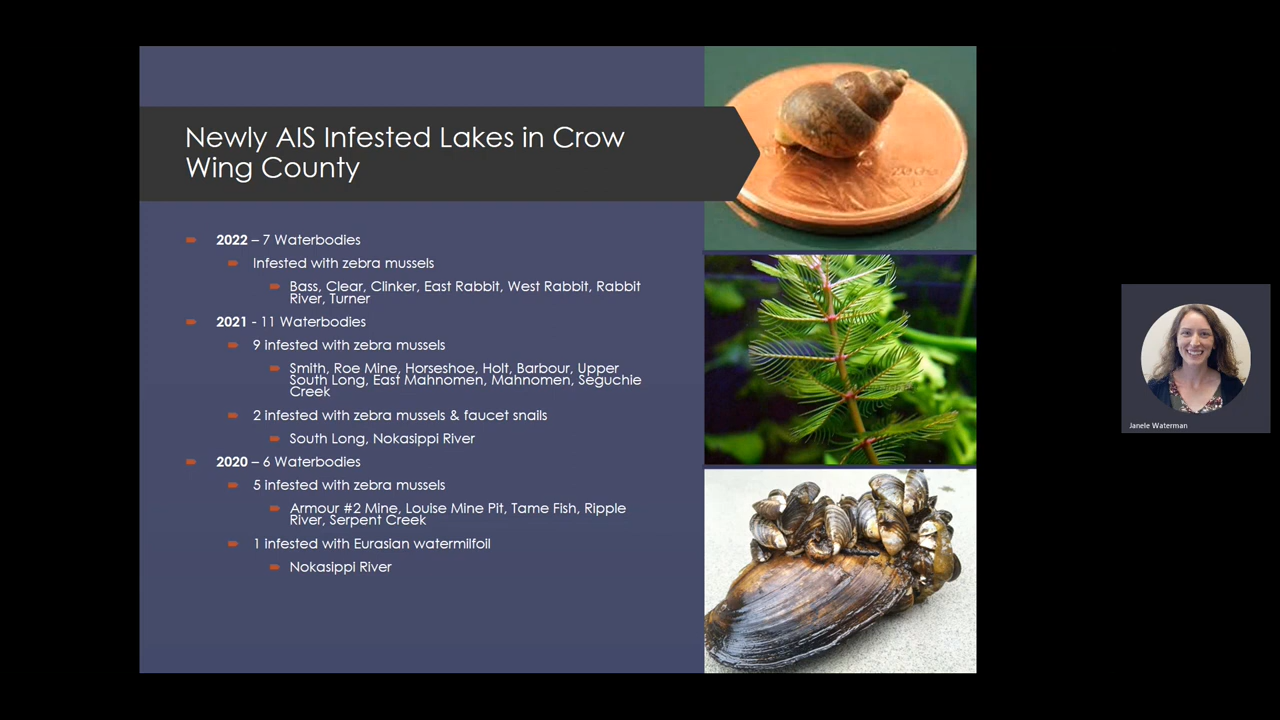 Newly AIS Infested Lakes in Crow
Wing County
2022 – 7 Waterbodies
Infested with zebra mussels
Bass, Clear, Clinker, East Rabbit, West Rabbit, Rabbit
River, Turner
2021 - 11 Waterbodies
9 infested with zebra mussels
Smith, Roe Mine, Horseshoe, Holt, Barbour, Upper
South Long, East Mahnomen, Mahnomen, Seguchie
Creek
2 infested with zebra mussels & faucet snails
South Long, Nokasippi River
2020 – 6 Waterbodies
5 infested with zebra mussels
Armour #2 Mine, Louise Mine Pit, Tame Fish, Ripple
River, Serpent Creek
1 infested with Eurasian watermilfoil
Nokasippi River
Janele Waterman